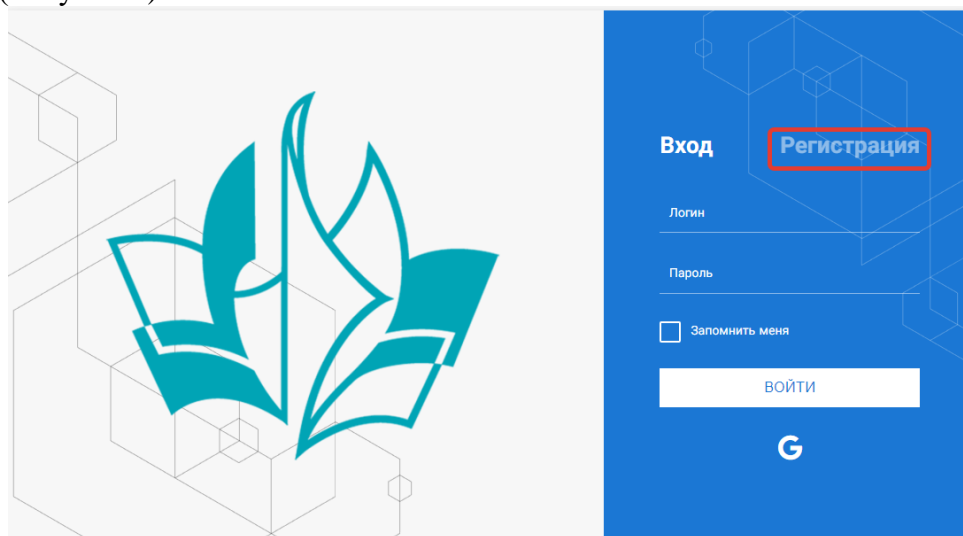 Вход Регистрация
Логин
Пароль
Запомнить меня
ВОЙТИ
G